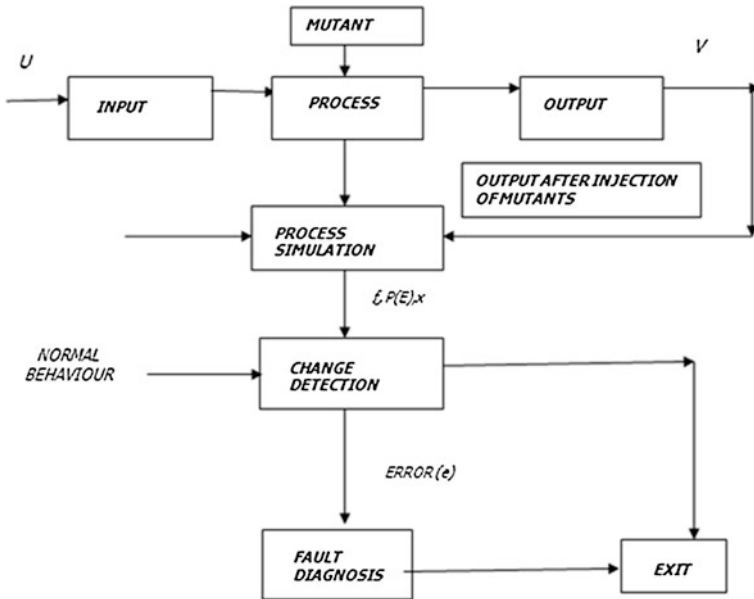 MUTANT
U
V
INPUT
PROCESS
OUTPUT
OUTPUT AFTER INJECTION
OF MUTANTS
PROCESS
SIMULATION
f, P(E),x
NORMAL
BEHAVIOUR
CHANGE
DETECTION
ERROR (e)
FAULT
DIAGNOSIS
EXIT